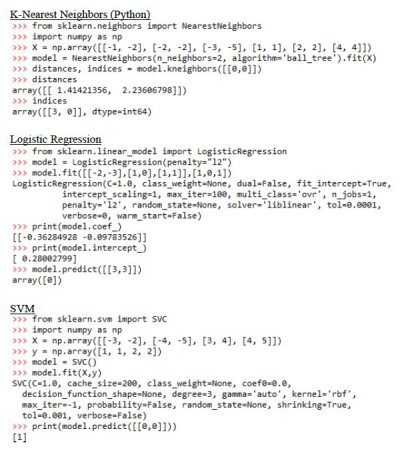 K-Nearest Neighbors (Python)
>>> from sklearn.neighbors import NearestNeighbors
>>> import numpy as np
>>> X = np.array([[-1, -2], [-2, -2], [-3, -5], [1, 1], [2, 2], [4, 4]])
>>> model = NearestNeighbors(n_neighbors=2, algorithm='ball_tree').fit(X)
>>> distances, indices = model.kneighbors([[0,0]])
>>> distances
array([[ 1.41421356,  2.23606798]])
>>> indices
array([[3, 0]], dtype=int64)
Logistic Regression
>>> from sklearn.linear_model import LogisticRegression
>>> model = LogisticRegression(penalty="l2")
>>> model.fit([[-2,-3],[1,0],[1,1]],[1,0,1])
LogisticRegression(C=1.0, class_weight=None, dual=False, fit_intercept=True,
intercept_scaling=1, max_iter=100, multi_class='ovr', n_jobs=1,
penalty='l2', random_state=None, solver='liblinear', tol=0.0001,
verbose=0, warm_start=False)
>>> print(model.coef_)
[[-0.36284928 -0.09783526]]
>>> print(model.intercept_)
[ 0.28002799]
>>> model.predict([[3,3]])
array([0])
SVM
>>> from sklearn.svm import SVC
>>> import numpy as np
>>> X = np.array([[-3, -2], [-4, -5], [3, 4], [4, 5]])
>>> y = np.array([1, 1, 2, 2])
>>> model = SVC()
>>> model.fit(X,y)
SVC(C=1.0, cache_size=200, class_weight=None, coef0=0.0,
decision_function_shape=None, degree=3, gamma='auto', kernel='rbf',
max_iter=-1, probability=False, random_state=None, shrinking=True,
tol=0.001, verbose=False)
>>> print(model.predict([[0,0]]))
[1]